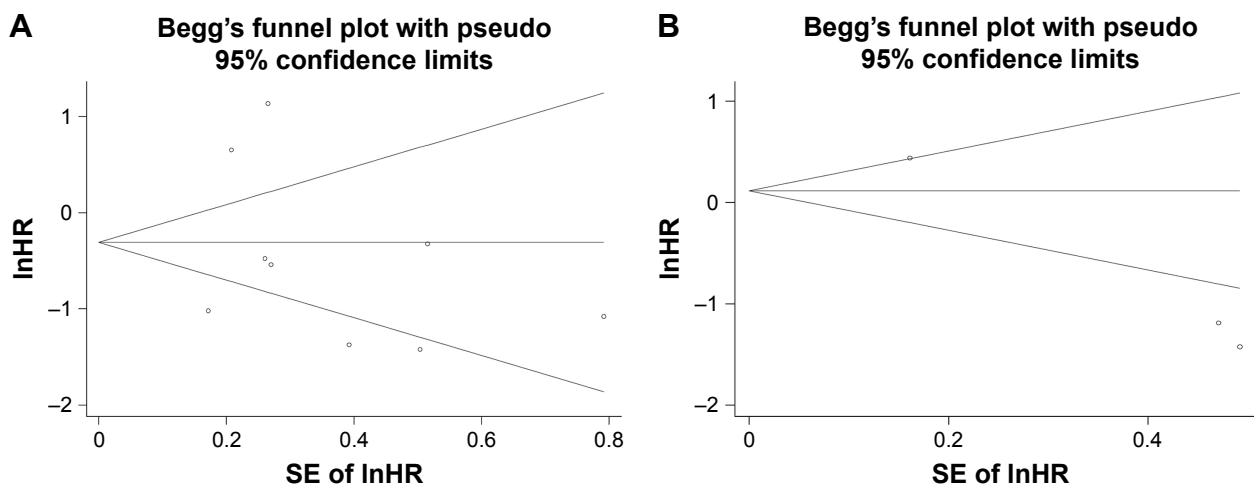 A
Begg’s funnel plot with pseudo
95% confidence limits
1
0
–1
–2
lnHR
0
0.2
0.4
0.6
0.8
SE of lnHR
B
Begg’s funnel plot with pseudo
95% confidence limits
1
0
–1
–2
lnHR
0
0.2
0.4
SE of lnHR